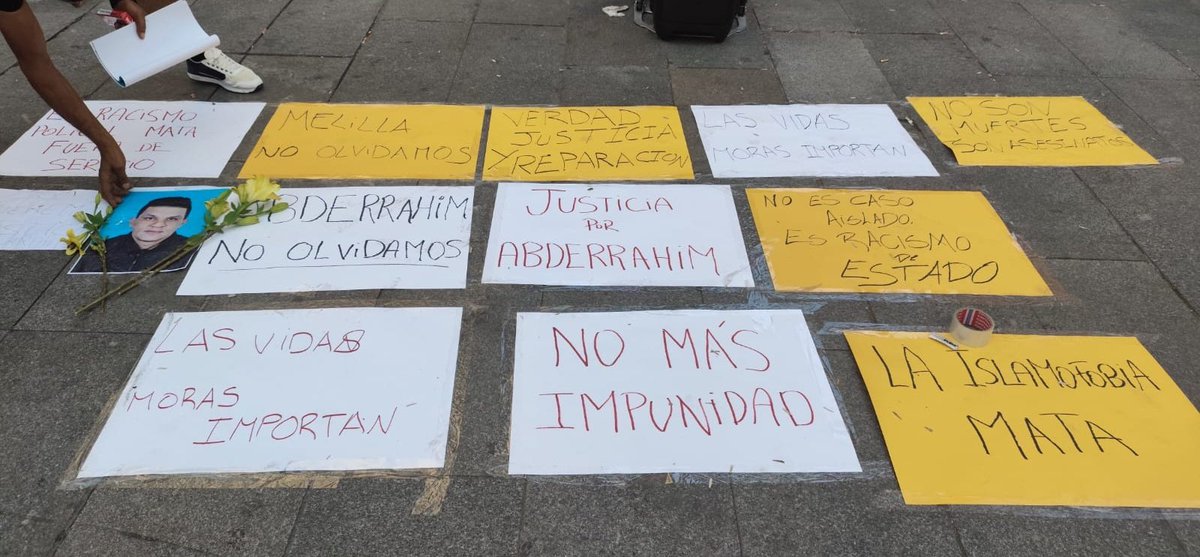 EL RACISMO
POLICIAL MATA
FUERA DE
SERVICIO
MELILLA
NO OLVIDAMOS
VERDAD
JUSTICIA
Y REPARACION
LAS VIDAS
MORAS IMPORTAN
NO SON
MUERTES
SON ASESINATOS
ABDERRAHIM
NO OLVIDAMOS
JUSTICIA
POR
ABDERRAHIM
NO ES CASO
AISLADO.
ES RACISMO
DE
ESTADO
LAS VIDAS
MORAS
IMPORTAN
NO MÁS
IMPUNIDAD
LA ISLAMOFOBIA
MATA